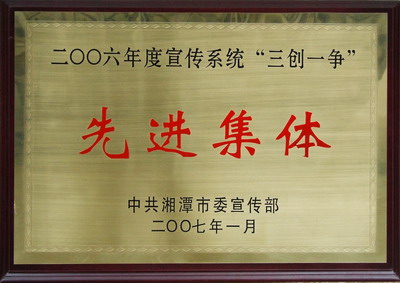 二〇〇六年度宣传系统“三创一争”
先进集体
中共湘潭市委宣传部
二〇〇七年一月